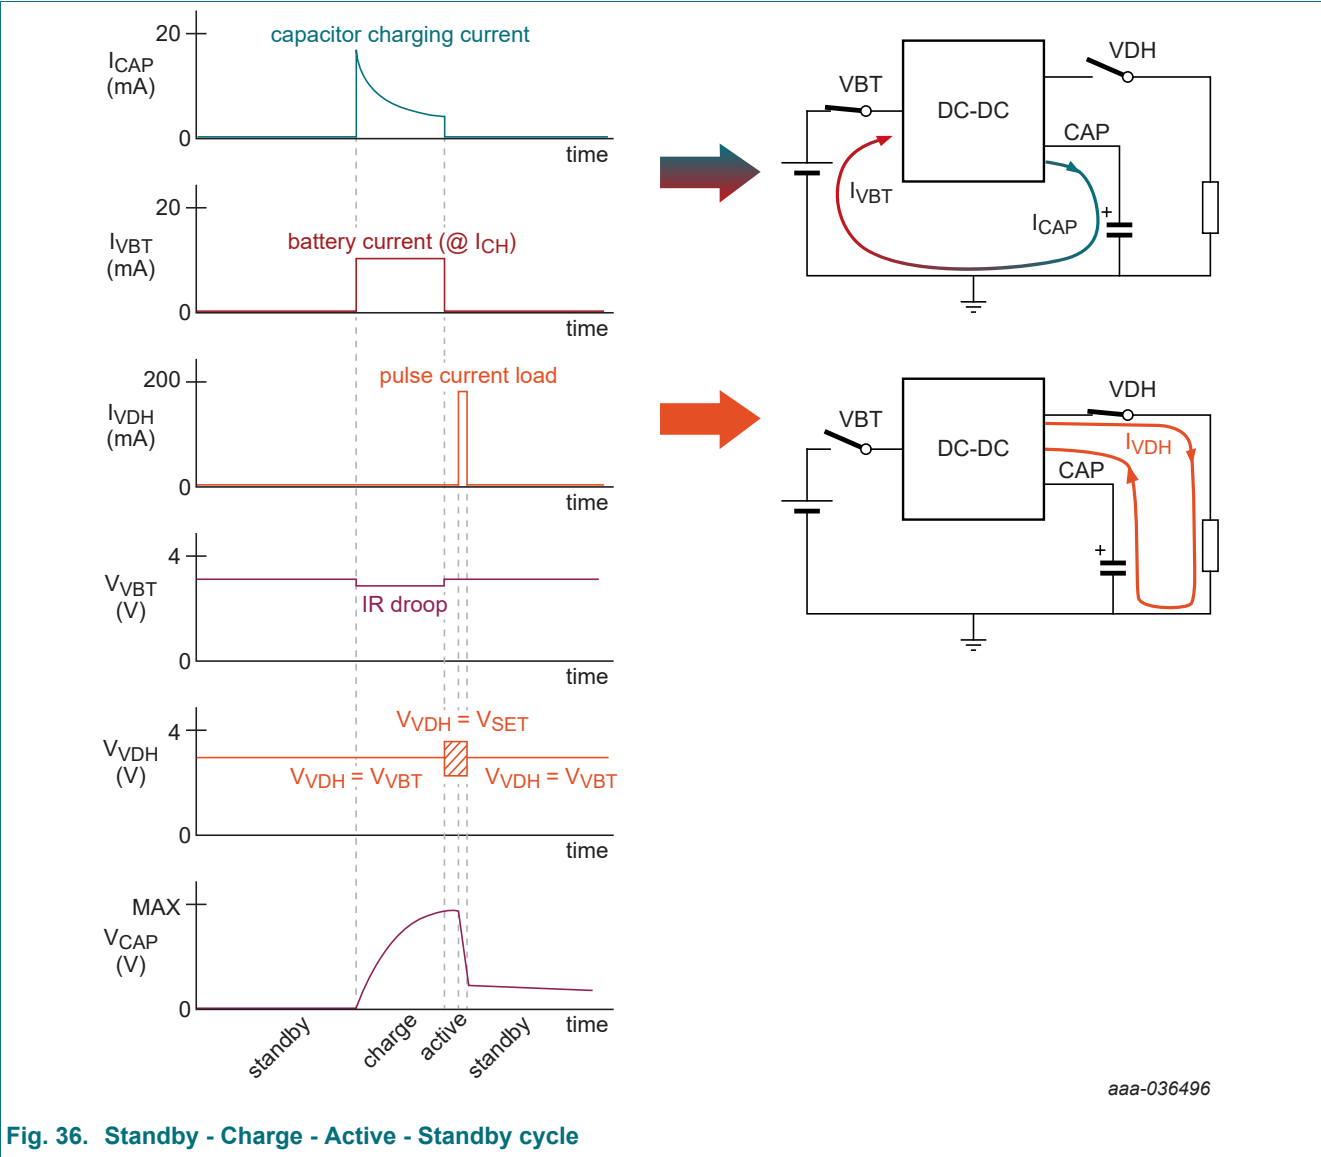 20
capacitor charging current
ICAP
(mA)
0
time
20
IVBT
(mA)
battery current (@ ICH)
0
time
200
pulse current load
IVDH
(mA)
0
time
4
VVBT
(V)
IR droop
0
time
VVDH = VSET
4
VVDH
(V)
VVDH = VVBT
VVDH = VVBT
0
time
MAX
VCAP
(V)
0
time
standby
charge
active
standby
VDH
VBT
DC-DC
CAP
IVBT
ICAP
+
VDH
VBT
DC-DC
IVDH
CAP
+
aaa-036496
Fig. 36. Standby - Charge - Active - Standby cycle